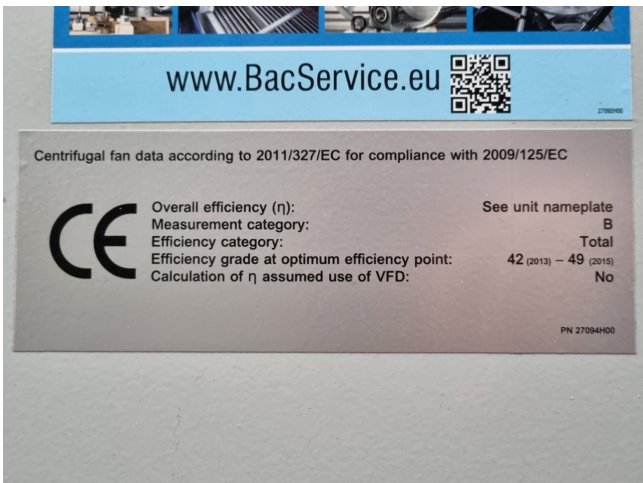 www.BacService.eu
27093H00
Centrifugal fan data according to 2011/327/EC for compliance with 2009/125/EC
CE
Overall efficiency (η): See unit nameplate
Measurement category: B
Efficiency category: Total
Efficiency grade at optimum efficiency point: 42 (2013) – 49 (2015)
Calculation of η assumed use of VFD: No
PN 27094H00